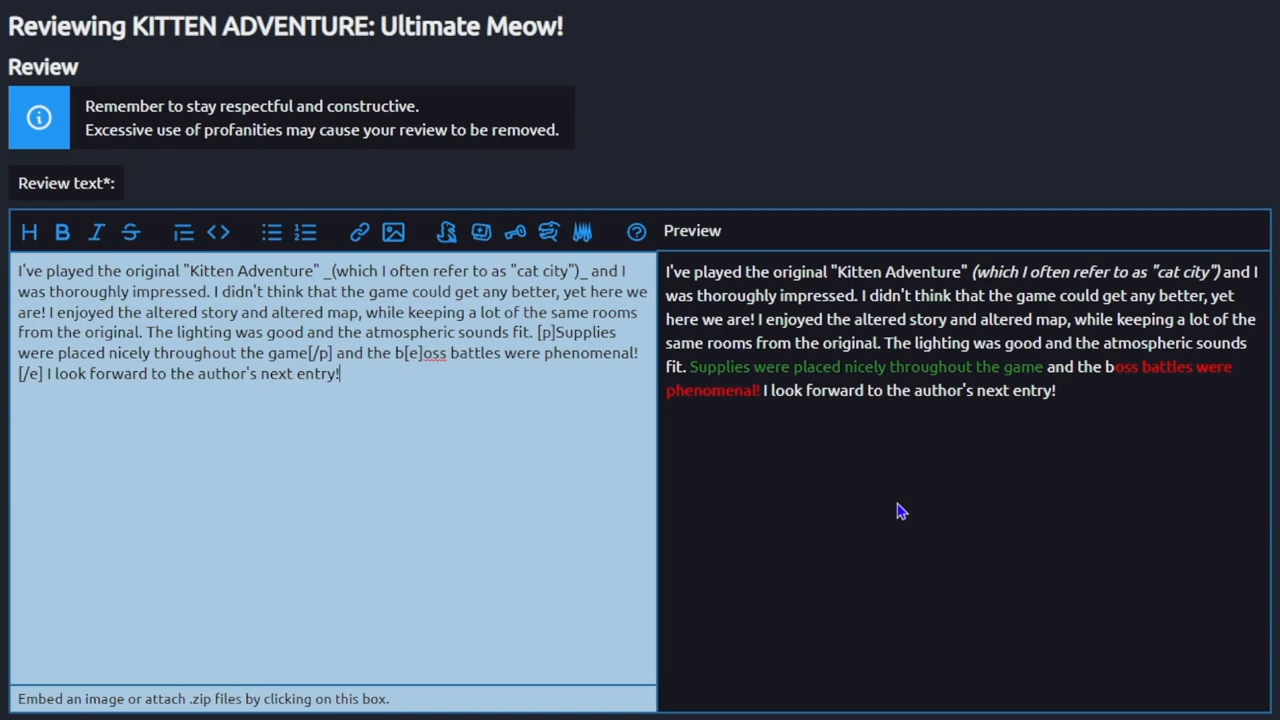 Reviewing KITTEN ADVENTURE: Ultimate Meow!
Review
Remember to stay respectful and constructive.
Excessive use of profanities may cause your review to be removed.
Review text*:
Preview
I've played the original "Kitten Adventure" _(which I often refer to as "cat city")_ and I
was thoroughly impressed. I didn't think that the game could get any better, yet here we
are! I enjoyed the altered story and altered map, while keeping a lot of the same rooms
from the original. The lighting was good and the atmospheric sounds fit. [p]Supplies
were placed nicely throughout the game[/p] and the b[e]oss battles were phenomenal!
[/e] I look forward to the author's next entry!
I've played the original "Kitten Adventure" (which I often refer to as "cat city") and I
was thoroughly impressed. I didn't think that the game could get any better, yet
here we are! I enjoyed the altered story and altered map, while keeping a lot of the
same rooms from the original. The lighting was good and the atmospheric sounds
fit. Supplies were placed nicely throughout the game and the boss battles were
phenomenal! I look forward to the author's next entry!
Embed an image or attach .zip files by clicking on this box.